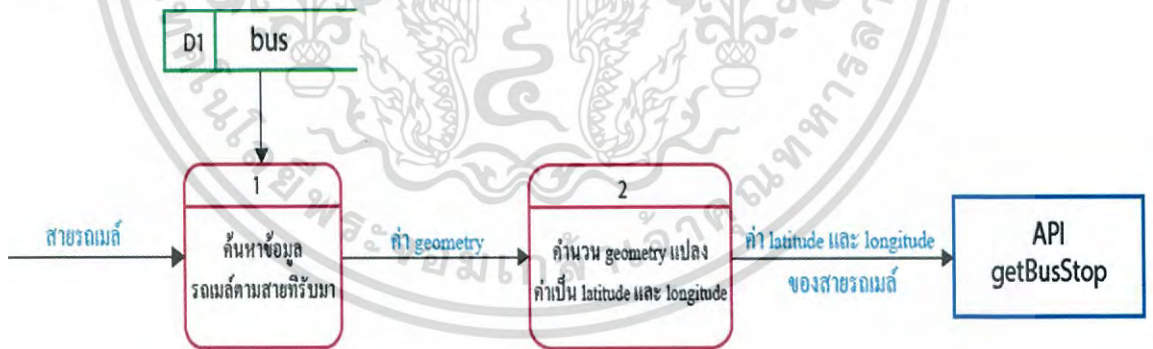 D1 bus
1
ค้นหาข้อมูล
รถเมล์ตามสายที่รับมา
2
คำนวน geometry แปลง
ค่าเป็น latitude และ longitude
สายรถเมล์
ค่า geometry
ค่า latitude และ longitude
ของสายรถเมล์
API
getBusStop